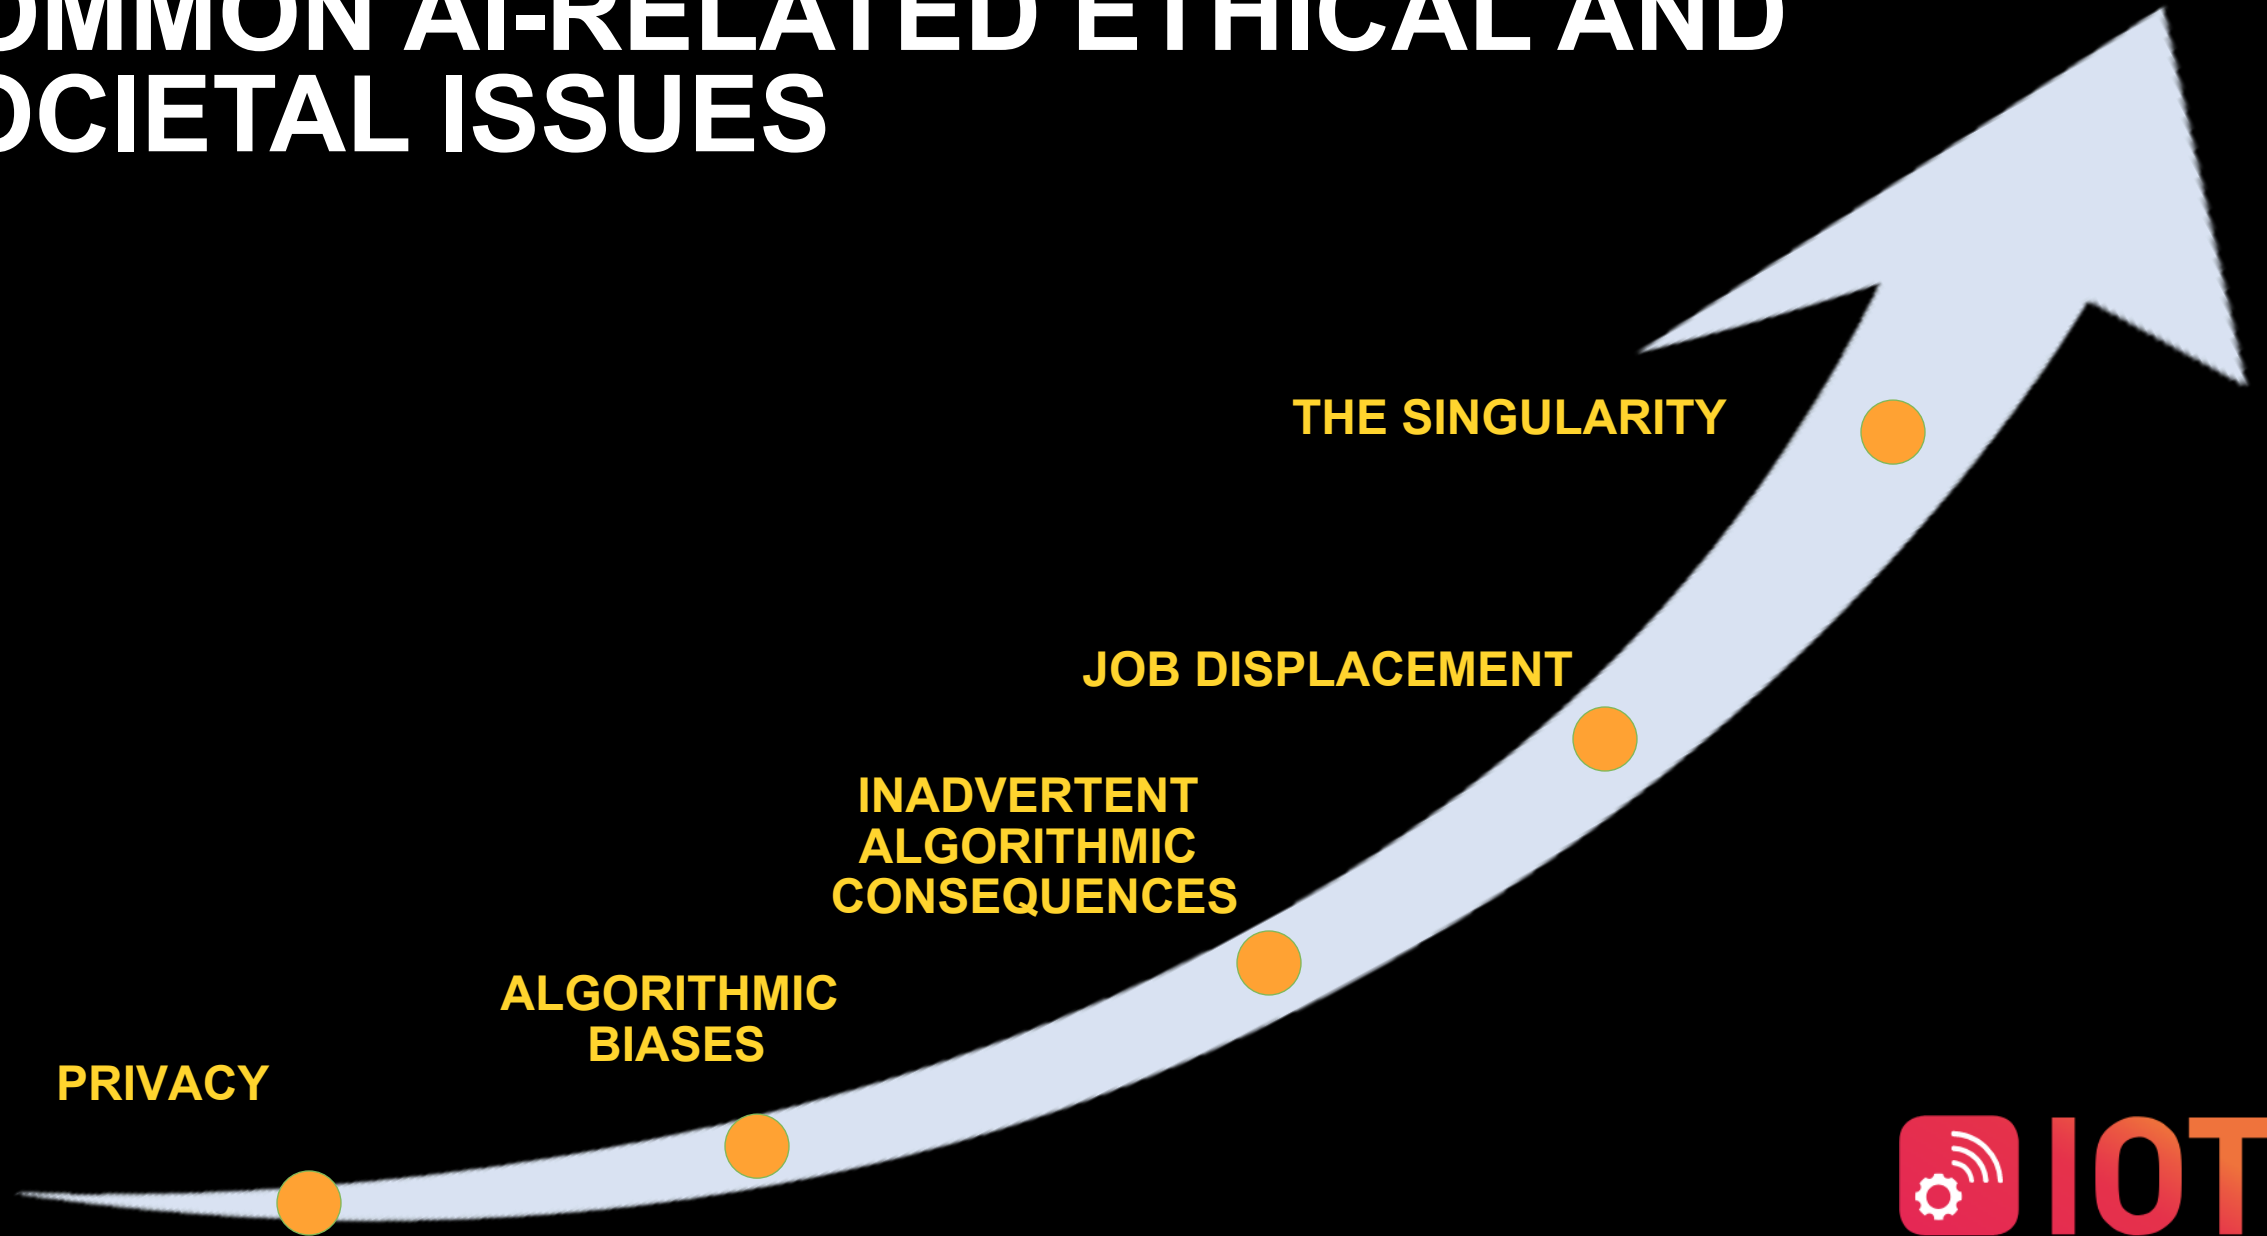 OMMON AI-RELATED ETHICAL AND
OCIETAL ISSUES
THE SINGULARITY
JOB DISPLACEMENT
INADVERTENT
ALGORITHMIC
CONSEQUENCES
ALGORITHMIC
BIASES
PRIVACY
IOT